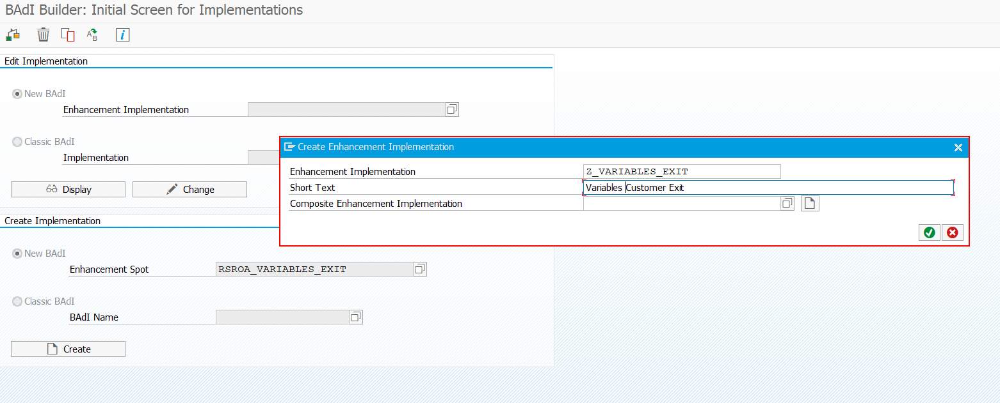 BAdI Builder: Initial Screen for Implementations
A B
i
Edit Implementation
New BAdI
Enhancement Implementation
Classic BAdI
Implementation
Display Change
Create Enhancement Implementation
Enhancement Implementation Z_VARIABLES_EXIT
Short Text Variables Customer Exit
Composite Enhancement Implementation
Create Implementation
New BAdI
Enhancement Spot RSROA_VARIABLES_EXIT
Classic BAdI
BAdI Name
Create